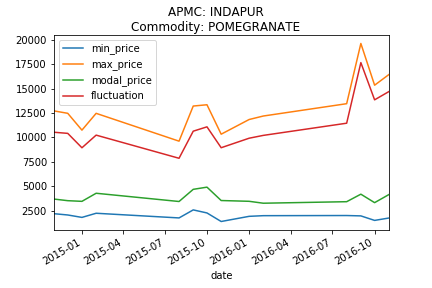 APMC: INDAPUR
Commodity: POMEGRANATE
20000
17500
15000
12500
10000
7500
5000
2500
min_price
max_price
modal_price
fluctuation
2015-01
2015-04
2015-07
2015-10
2016-01
2016-04
2016-07
2016-10
date